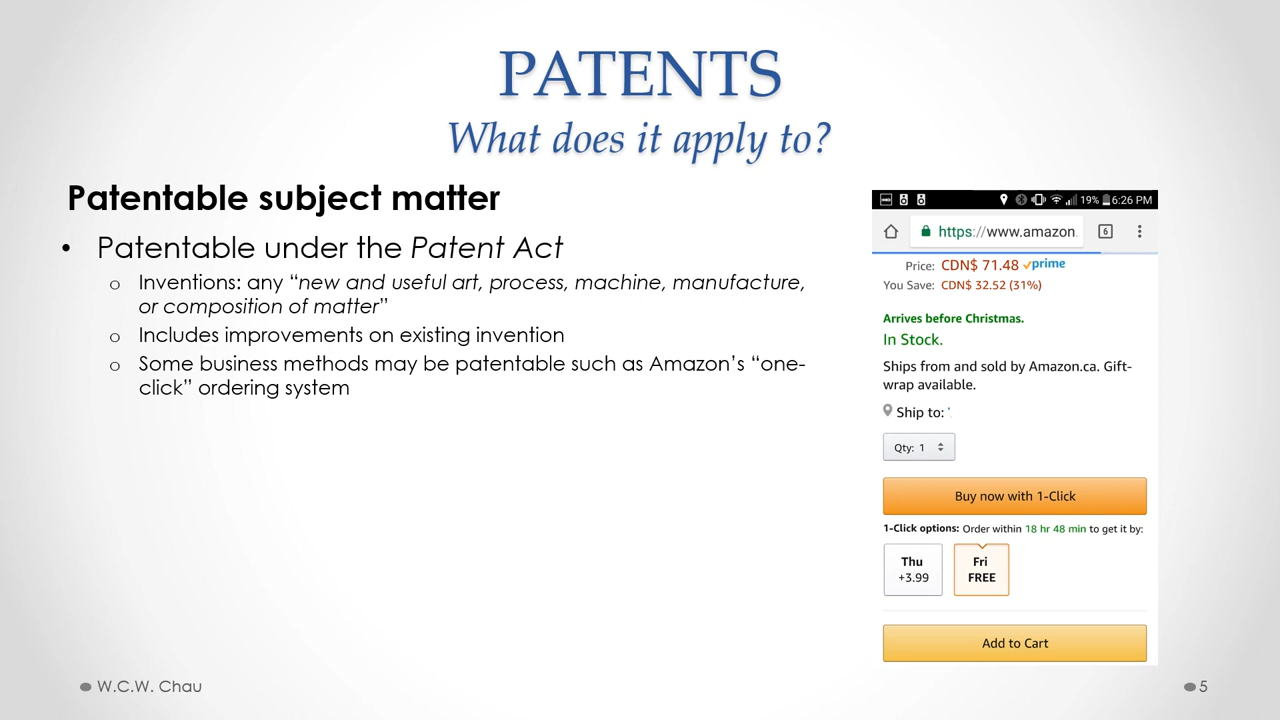 PATENTS
What does it apply to?
Patentable subject matter
• Patentable under the Patent Act
o Inventions: any “new and useful art, process, machine, manufacture,
or composition of matter”
o Includes improvements on existing invention
o Some business methods may be patentable such as Amazon’s “one-
click” ordering system
19% 6:26 PM
https://www.amazon.
6
Price: CDN$ 71.48 prime
You Save: CDN$ 32.52 (31%)
Arrives before Christmas.
In Stock.
Ships from and sold by Amazon.ca. Gift-
wrap available.
Ship to:
Qty: 1
Buy now with 1-Click
1-Click options: Order within 18 hr 48 min to get it by:
Thu
+3.99
Fri
FREE
Add to Cart
W.C.W. Chau
5